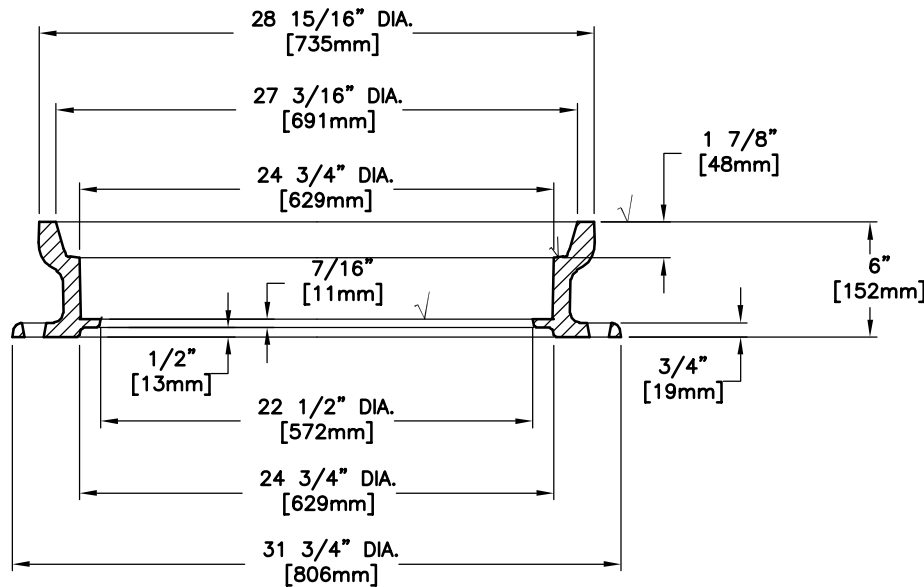 28 15/16” DIA.
[735mm]
27 3/16” DIA.
[691mm]
1 7/8”
[48mm]
24 3/4” DIA.
[629mm]
7/16”
[11mm]
6”
[152mm]
1/2”
[13mm]
3/4”
[19mm]
22 1/2” DIA.
[572mm]
24 3/4” DIA.
[629mm]
31 3/4” DIA.
[806mm]